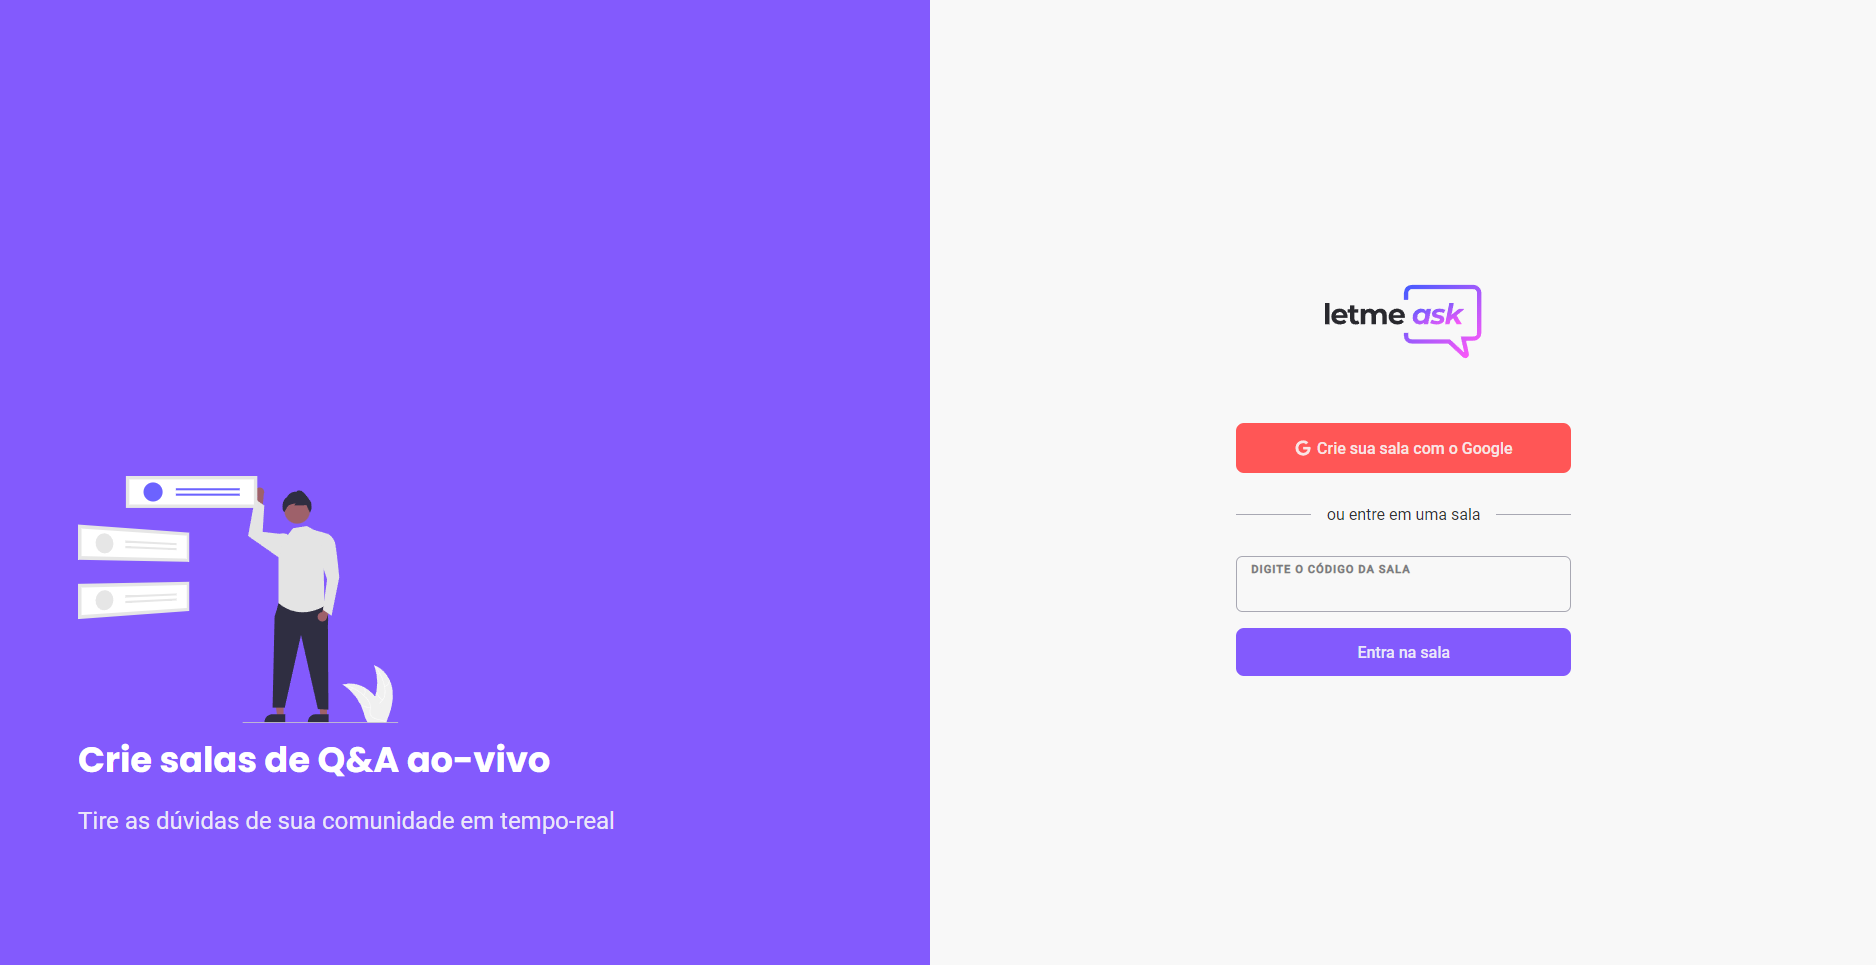 Crie salas de Q&A ao-vivo
Tire as dúvidas de sua comunidade em tempo-real
letme ask
G Crie sua sala com o Google
ou entre em uma sala
DIGITE O CÓDIGO DA SALA
Entra na sala